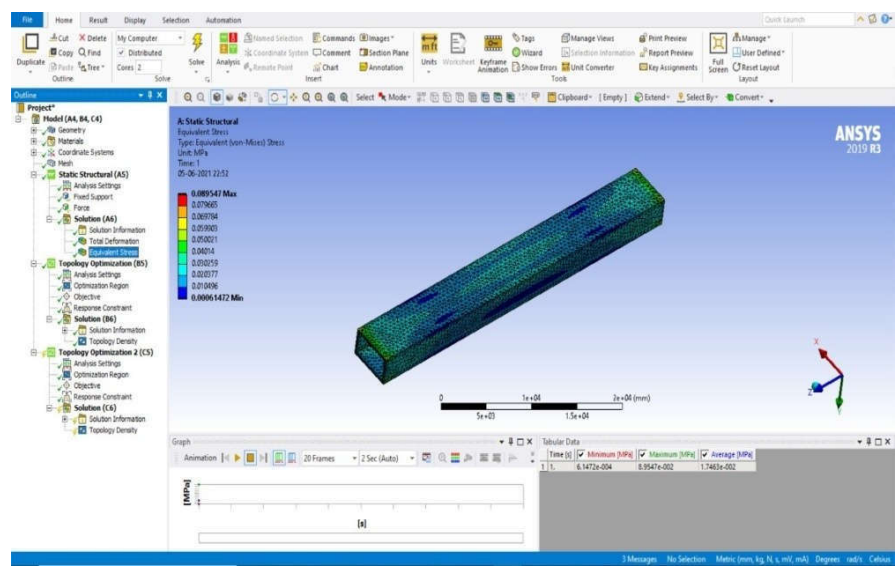 File Home Result Display Selection Automation Quick Launch
Duplicate Cut Copy Paste Delete Find Tree Outline
My Computer Distributed Cores 2 Solve Solve
Analysis Named Selection Coordinate System Remote Point Commands Comment Chart Images Section Plane Annotation Insert
Units Worksheet Keyframe Animation Tags Wizard Show Errors Manage Views Selection Information Unit Converter Print Preview Report Preview Key Assignments Tools
Full Screen Manage User Defined Reset Layout Layout
Outline
Select Mode Clipboard [Empty] Extend Select By Convert
Project*
Model (A4, B4, C4)
Geometry
Materials
Coordinate Systems
Mesh
Static Structural (A5)
Analysis Settings
Fixed Support
Force
Solution (A6)
Solution Information
Total Deformation
Equivalent Stress
Topology Optimization (B5)
Analysis Settings
Optimization Region
Objective
Response Constraint
Solution (B6)
Solution Information
Topology Density
Topology Optimization 2 (C5)
Analysis Settings
Optimization Region
Objective
Response Constraint
Solution (C6)
Solution Information
Topology Density
A: Static Structural
Equivalent Stress
Type: Equivalent (von-Mises) Stress
Unit: MPa
Time: 1
05-06-2021 22:52
0.089547 Max
0.079665
0.069784
0.059903
0.050021
0.04014
0.030259
0.020377
0.010496
0.00061472 Min
ANSYS
2019 R3
X
Z
Y
0 1e+04 2e+04 (mm)
5e+03 1.5e+04
Graph
Animation 20 Frames 2 Sec (Auto)
[MPa]
[s]
Tabular Data
Time [s] Minimum [MPa] Maximum [MPa] Average [MPa]
1 1. 6.1472e-004 8.9547e-002 1.7463e-002
3 Messages No Selection Metric (mm, kg, N, s, mV, mA) Degrees rad/s Celsius